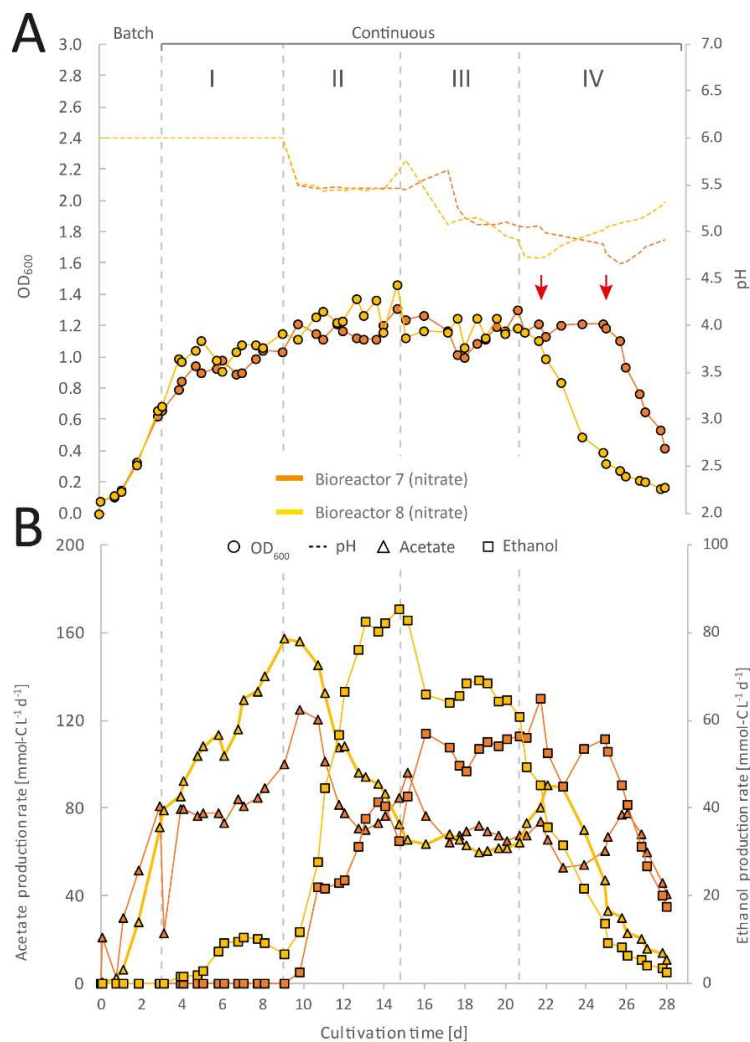 A
Batch
Continuous
I
II
III
IV
3.0
2.8
2.6
2.4
2.2
2.0
1.8
1.6
1.4
1.2
1.0
0.8
0.6
0.4
0.2
0.0
OD600
7.0
6.5
6.0
5.5
5.0
4.5
4.0
3.5
3.0
2.5
2.0
pH
Bioreactor 7 (nitrate)
Bioreactor 8 (nitrate)
B
OD600
pH
Acetate
Ethanol
200
160
120
80
40
0
Acetate production rate [mmol-C L-1 d-1]
100
80
60
40
20
0
Ethanol production rate [mmol-C L-1 d-1]
0 2 4 6 8 10 12 14 16 18 20 22 24 26 28
Cultivation time [d]